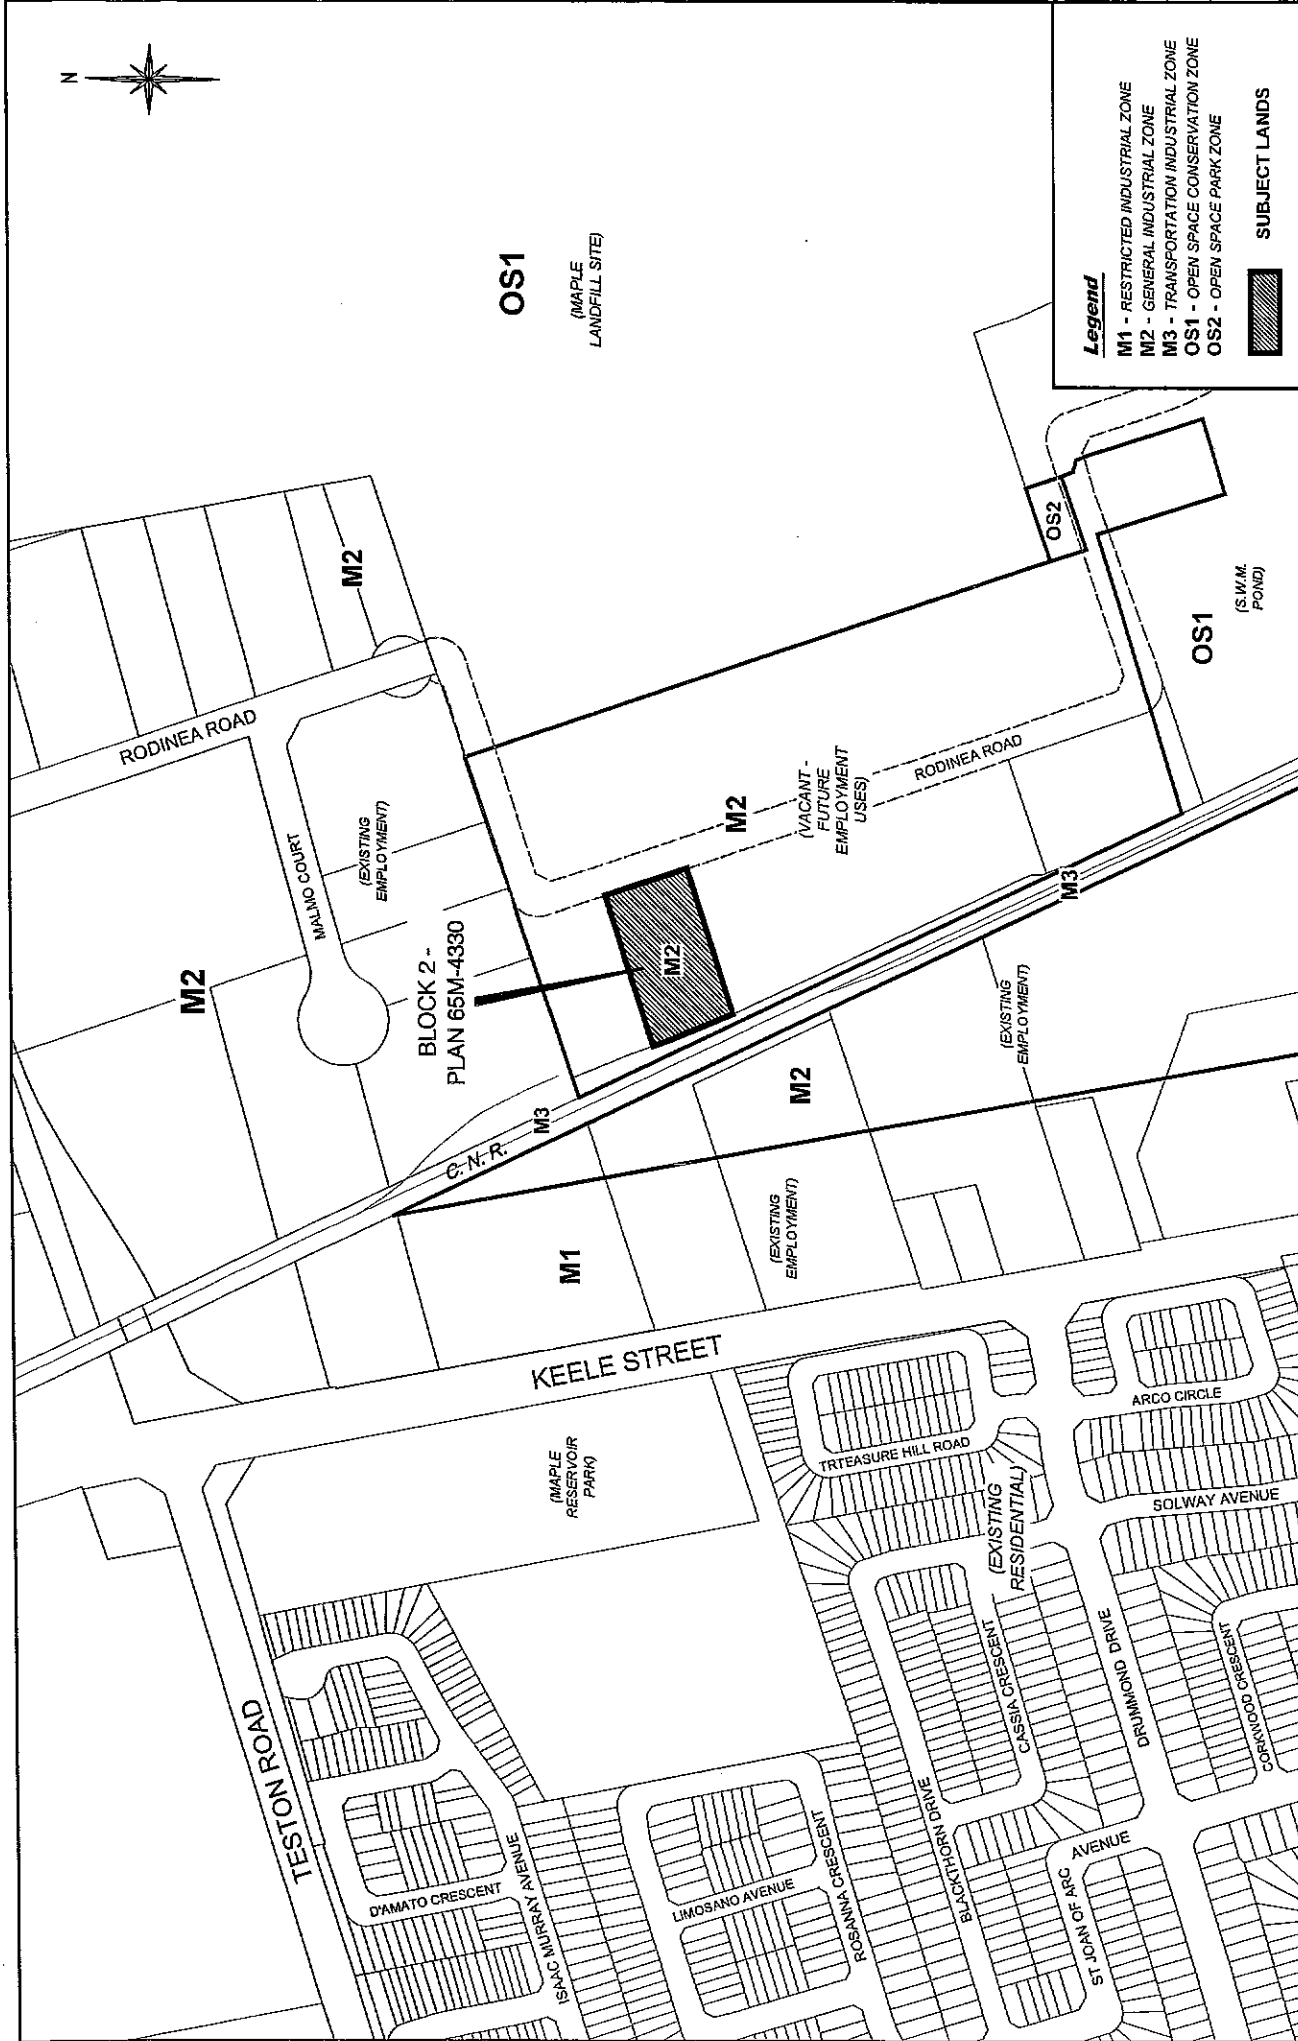 N
OS1
(MAPLE
LANDFILL SITE)
M2
RODINEA ROAD
MALMO COURT
(EXISTING
EMPLOYMENT)
M2
BLOCK 2 -
PLAN 65M-4330
M2
M2
(VACANT -
FUTURE
EMPLOYMENT
USES)
RODINEA ROAD
OS2
OS1
(S.W.M.
POND)
C. N. R.
M3
M3
M2
(EXISTING
EMPLOYMENT)
M1
(EXISTING
EMPLOYMENT)
KEELE STREET
TESTON ROAD
(MAPLE
RESERVOIR
PARK)
TRTEASURE HILL ROAD
ARCO CIRCLE
SOLWAY AVENUE
(EXISTING
RESIDENTIAL)
CASSIA CRESCENT
DRUMMOND DRIVE
CORKWOOD CRESCENT
BLACKTHORN DRIVE
ST JOAN OF ARC AVENUE
ROSANNA CRESCENT
LIMOSANO AVENUE
ISAAC MURRAY AVENUE
D'AMATO CRESCENT
Legend
M1 - RESTRICTED INDUSTRIAL ZONE
M2 - GENERAL INDUSTRIAL ZONE
M3 - TRANSPORTATION INDUSTRIAL ZONE
OS1 - OPEN SPACE CONSERVATION ZONE
OS2 - OPEN SPACE PARK ZONE
SUBJECT LANDS